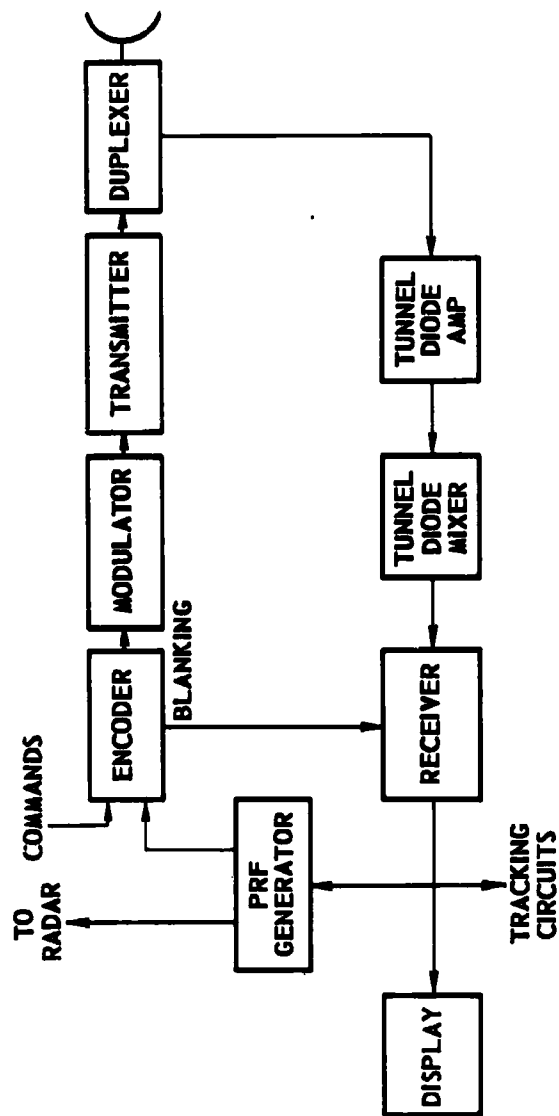 COMMANDS
TO
RADAR
ENCODER
MODULATOR
TRANSMITTER
DUPLEXER
BLANKING
PRF
GENERATOR
DISPLAY
TRACKING
CIRCUITS
RECEIVER
TUNNEL
DIODE
MIXER
TUNNEL
DIODE
AMP